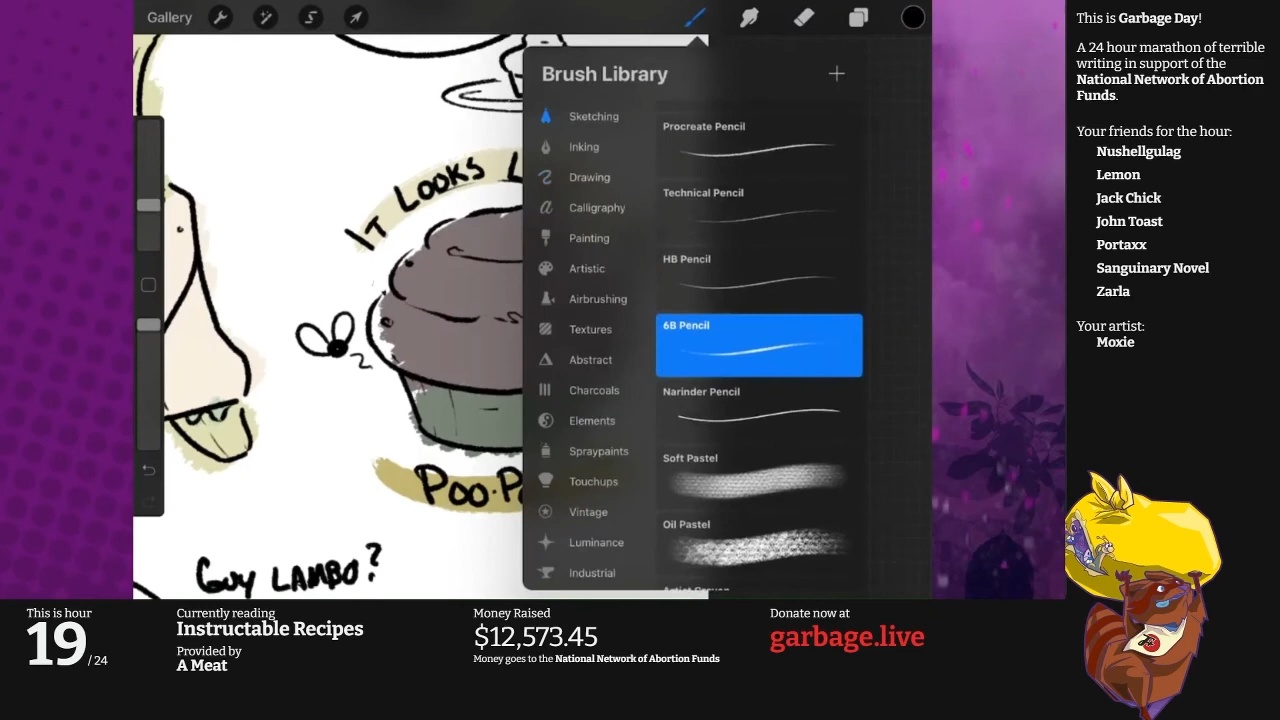 Gallery
Brush Library
Sketching
Inking
Drawing
Calligraphy
Painting
Artistic
Airbrushing
Textures
Abstract
Charcoals
Elements
Spraypaints
Touchups
Vintage
Luminance
Industrial
Procreate Pencil
Technical Pencil
HB Pencil
6B Pencil
Narinder Pencil
Soft Pastel
Oil Pastel
IT LOOKS L
POO-P
GUY LAMBO?
This is Garbage Day!
A 24 hour marathon of terrible
writing in support of the
National Network of Abortion
Funds.
Your friends for the hour:
Nushellgulag
Lemon
Jack Chick
John Toast
Portaxx
Sanguinary Novel
Zarla
Your artist:
Moxie
This is hour
19 / 24
Currently reading
Instructable Recipes
Provided by
A Meat
Money Raised
$12,573.45
Money goes to the National Network of Abortion Funds
Donate now at
garbage.live